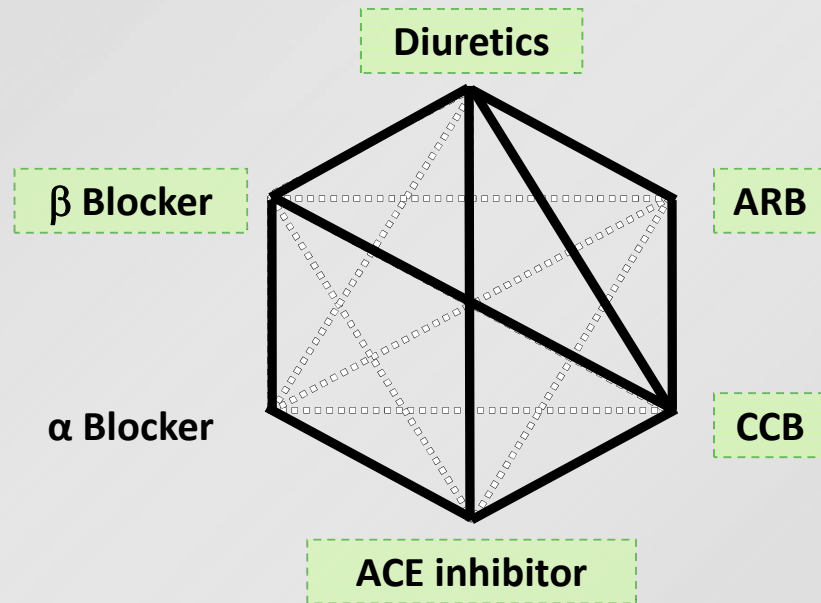 Diuretics
β Blocker
ARB
α Blocker
CCB
ACE inhibitor